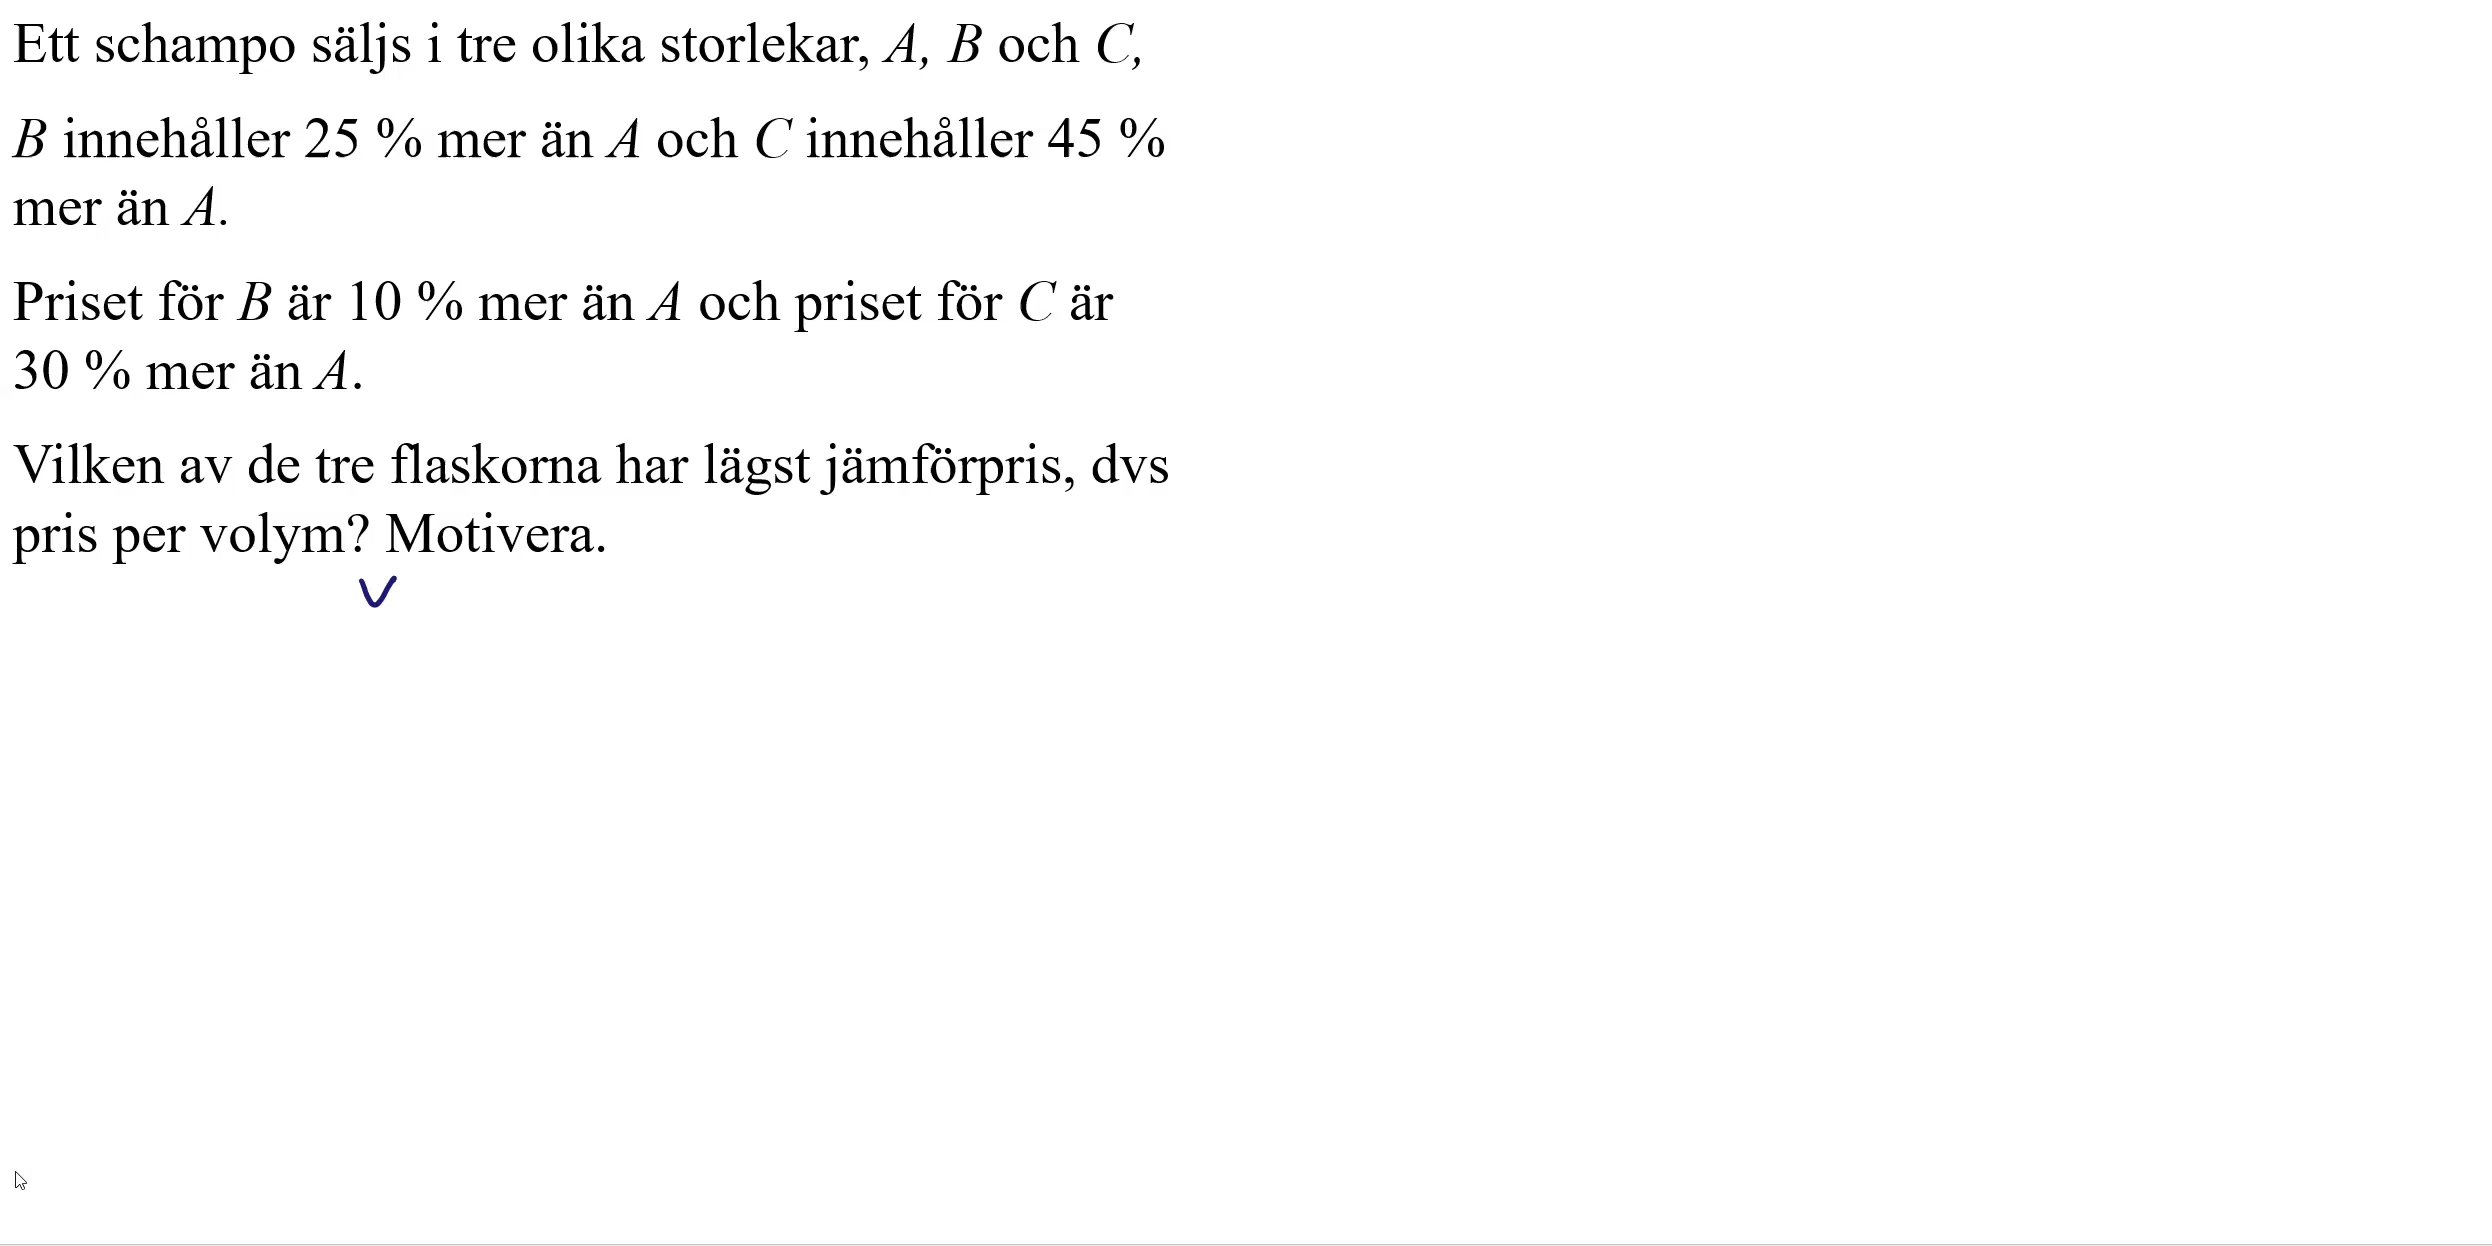 Ett schampo säljs i tre olika storlekar, A, B och C,
B innehåller 25 % mer än A och C innehåller 45 %
mer än A.
Priset för B är 10 % mer än A och priset för C är
30 % mer än A.
Vilken av de tre flaskorna har lägst jämförpris, dvs
pris per volym? Motivera.
v